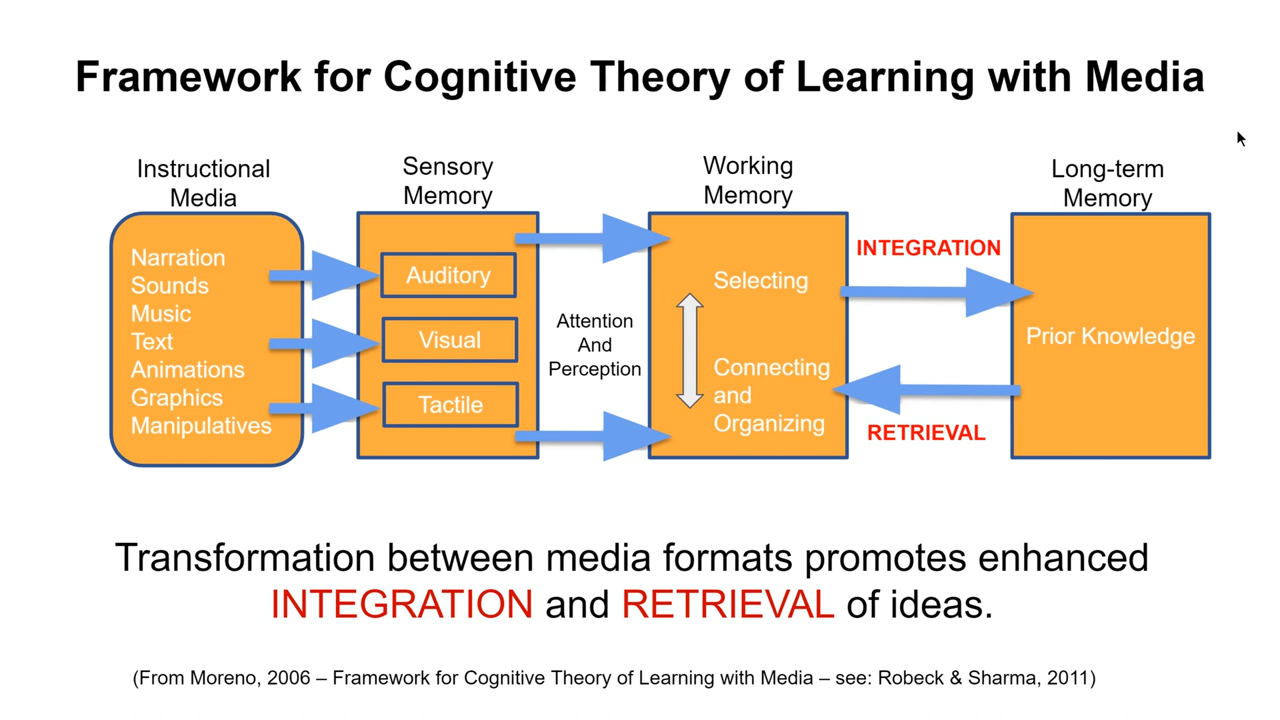 Framework for Cognitive Theory of Learning with Media
Instructional
Media
Narration
Sounds
Music
Text
Animations
Graphics
Manipulatives
Sensory
Memory
Auditory
Visual
Tactile
Attention
And
Perception
Working
Memory
Selecting
Connecting
and
Organizing
INTEGRATION
RETRIEVAL
Long-term
Memory
Prior Knowledge
Transformation between media formats promotes enhanced
INTEGRATION and RETRIEVAL of ideas.
(From Moreno, 2006 – Framework for Cognitive Theory of Learning with Media – see: Robeck & Sharma, 2011)